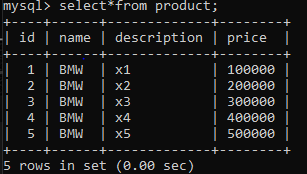 mysql> select*from product;
+----+------+-------------+--------+
| id | name | description | price  |
+----+------+-------------+--------+
|  1 | BMW  | x1          | 100000 |
|  2 | BMW  | x2          | 200000 |
|  3 | BMW  | x3          | 300000 |
|  4 | BMW  | x4          | 400000 |
|  5 | BMW  | x5          | 500000 |
+----+------+-------------+--------+
5 rows in set (0.00 sec)